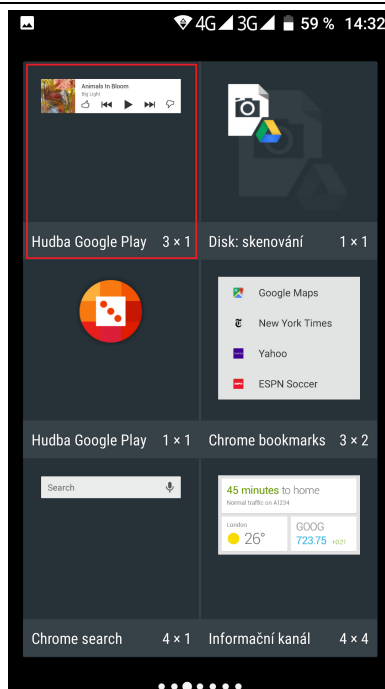 4G 3G 59 % 14:32
Animals In Bloom
Big Light
Hudba Google Play 3 × 1
Disk: skenování 1 × 1
Hudba Google Play 1 × 1
Google Maps
New York Times
Yahoo
ESPN Soccer
Chrome bookmarks 3 × 2
Search
Chrome search 4 × 1
45 minutes to home
Normal traffic on A1234
London
26°
GOOG
723.75 +0.21
Informační kanál 4 × 4